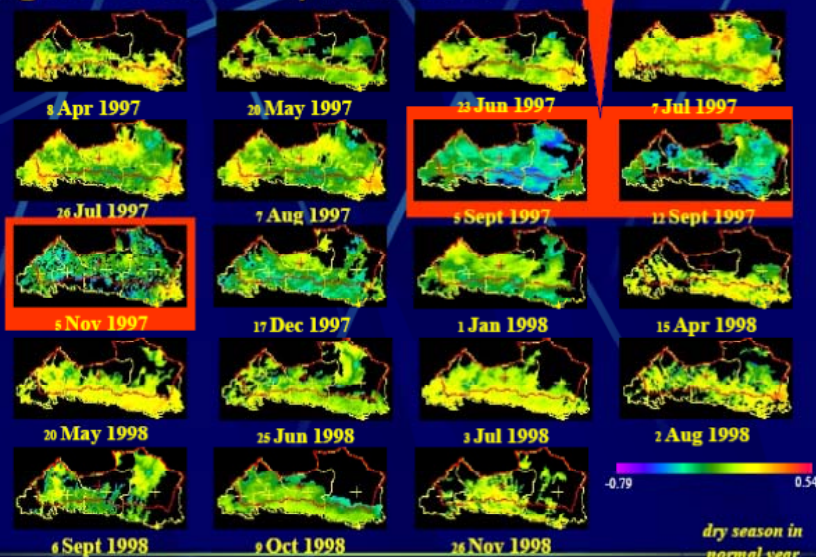 8 Apr 1997 20 May 1997 23 Jun 1997 7 Jul 1997
26 Jul 1997 7 Aug 1997 5 Sept 1997 12 Sept 1997
5 Nov 1997 17 Dec 1997 1 Jan 1998 15 Apr 1998
20 May 1998 25 Jun 1998 3 Jul 1998 2 Aug 1998
-0.79 0.54
6 Sept 1998 9 Oct 1998 26 Nov 1998
dry season in
normal year